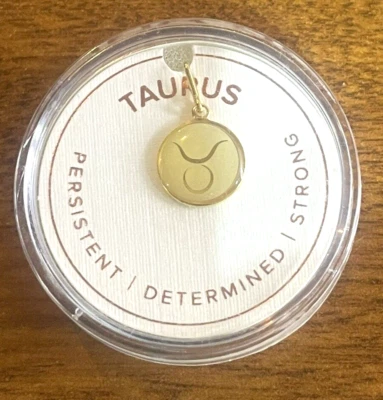 TAURUS
PERSISTENT | DETERMINED | STRONG